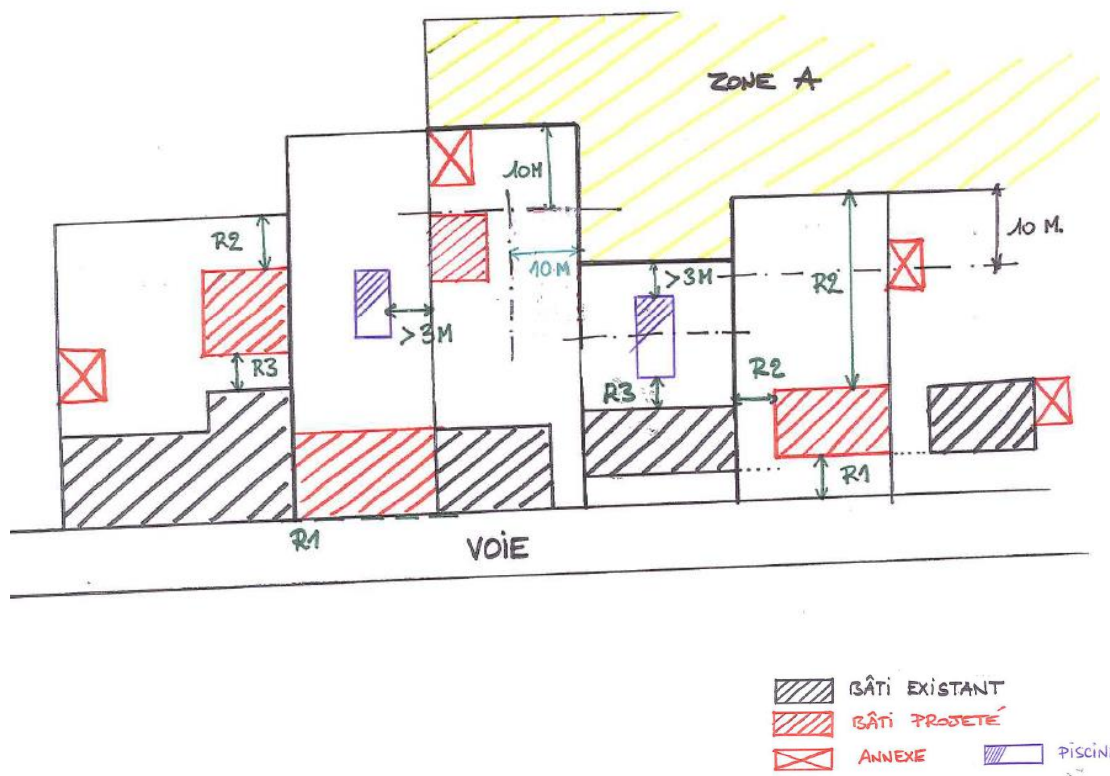 ZONE A
10M
R2
10 M.
10M
>3M
R2
>3M
R3
R3
R2
R1
R1
VOiE
BÂTi EXiSTANT
BÂTi PROJETÉ
ANNEXE
PiSCiN